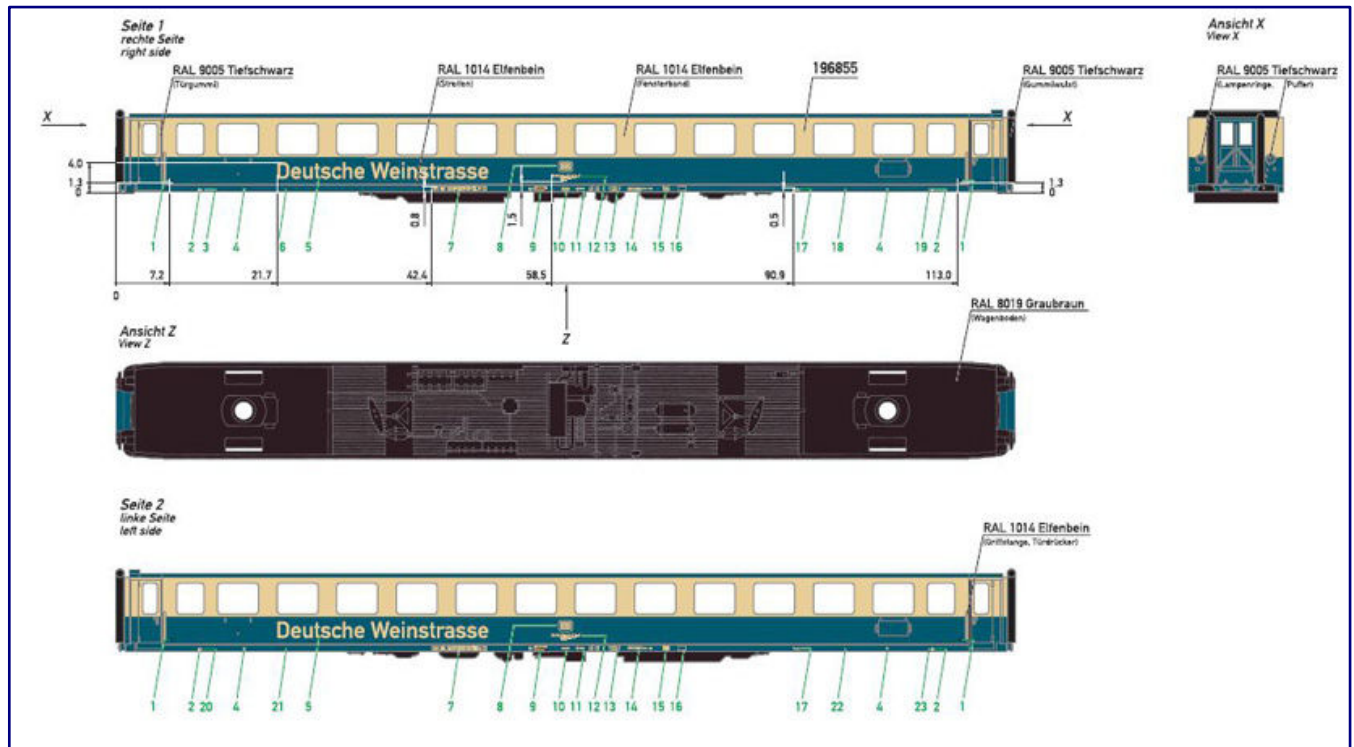 Seite 1
rechte Seite
right side
Ansicht X
View X
RAL 9005 Tiefschwarz
(Türgummi)
RAL 1014 Elfenbein
(Streifen)
RAL 1014 Elfenbein
(Fensterband)
196855
RAL 9005 Tiefschwarz
(Gummiwulst)
RAL 9005 Tiefschwarz
(Lampenringe, Puffer)
X
X
4.0
1.3
0
Deutsche Weinstrasse
1.3
0
0.8
1.5
0.5
1 2 3 4 6 5 7 8 9 10 11 12 13 14 15 16 17 18 4 19 2 1
0 7.2 21.7 42.4 58.5 90.9 113.0
Z
Ansicht Z
View Z
RAL 8019 Graubraun
(Wagenboden)
Seite 2
linke Seite
left side
RAL 1014 Elfenbein
(Griffstange, Türdrücker)
Deutsche Weinstrasse
1 2 20 4 21 5 7 8 9 10 11 12 13 14 15 16 17 22 4 23 2 1